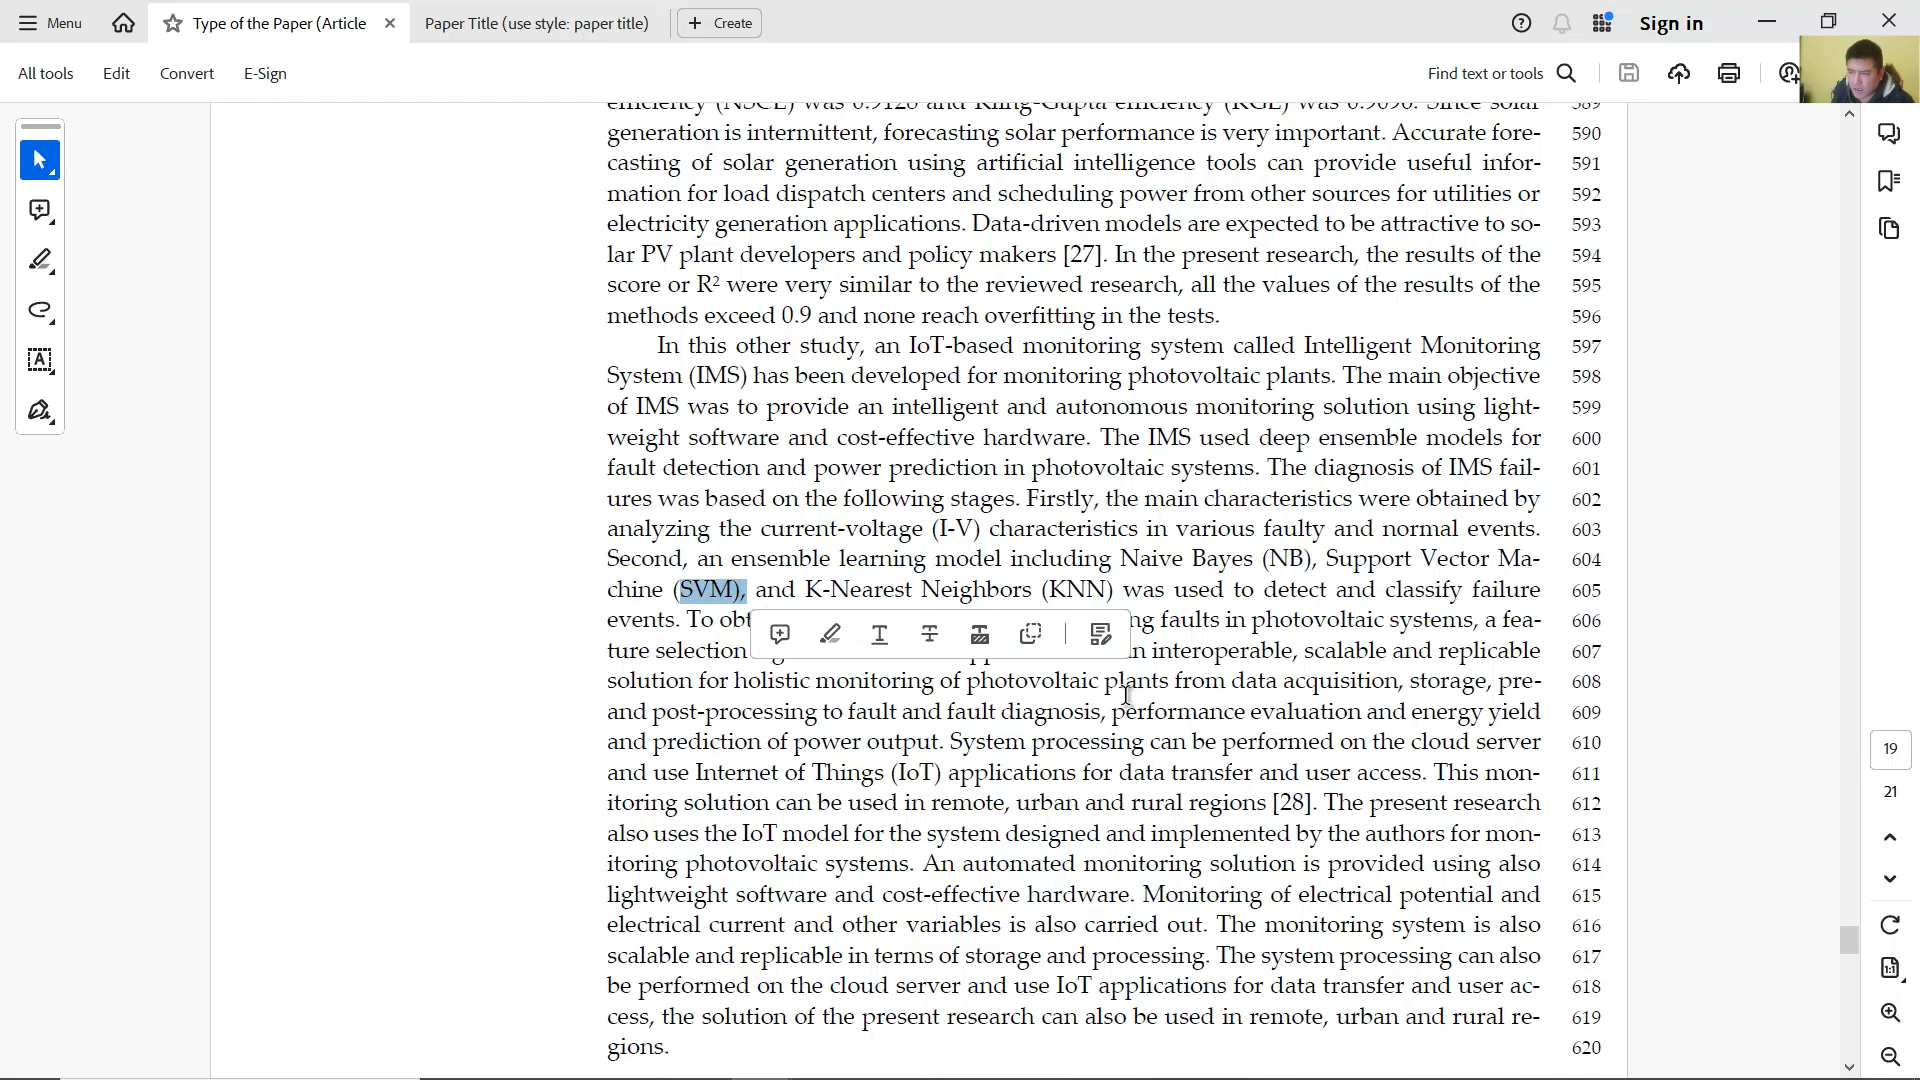 Menu
Type of the Paper (Article
Paper Title (use style: paper title)
Create
Sign in
All tools
Edit
Convert
E-Sign
Find text or tools
efficiency (NSCE) was 0.9126 and Kling-Gupta efficiency (KGE) was 0.9096. Since solar 589
generation is intermittent, forecasting solar performance is very important. Accurate fore- 590
casting of solar generation using artificial intelligence tools can provide useful infor- 591
mation for load dispatch centers and scheduling power from other sources for utilities or 592
electricity generation applications. Data-driven models are expected to be attractive to so- 593
lar PV plant developers and policy makers [27]. In the present research, the results of the 594
score or R² were very similar to the reviewed research, all the values of the results of the 595
methods exceed 0.9 and none reach overfitting in the tests. 596
In this other study, an IoT-based monitoring system called Intelligent Monitoring 597
System (IMS) has been developed for monitoring photovoltaic plants. The main objective 598
of IMS was to provide an intelligent and autonomous monitoring solution using light- 599
weight software and cost-effective hardware. The IMS used deep ensemble models for 600
fault detection and power prediction in photovoltaic systems. The diagnosis of IMS fail- 601
ures was based on the following stages. Firstly, the main characteristics were obtained by 602
analyzing the current-voltage (I-V) characteristics in various faulty and normal events. 603
Second, an ensemble learning model including Naive Bayes (NB), Support Vector Ma- 604
chine (SVM), and K-Nearest Neighbors (KNN) was used to detect and classify failure 605
events. To ng faults in photovoltaic systems, a fea- 606
ture selection in interoperable, scalable and replicable 607
solution for holistic monitoring of photovoltaic plants from data acquisition, storage, pre- 608
and post-processing to fault and fault diagnosis, performance evaluation and energy yield 609
and prediction of power output. System processing can be performed on the cloud server 610
and use Internet of Things (IoT) applications for data transfer and user access. This mon- 611
itoring solution can be used in remote, urban and rural regions [28]. The present research 612
also uses the IoT model for the system designed and implemented by the authors for mon- 613
itoring photovoltaic systems. An automated monitoring solution is provided using also 614
lightweight software and cost-effective hardware. Monitoring of electrical potential and 615
electrical current and other variables is also carried out. The monitoring system is also 616
scalable and replicable in terms of storage and processing. The system processing can also 617
be performed on the cloud server and use IoT applications for data transfer and user ac- 618
cess, the solution of the present research can also be used in remote, urban and rural re- 619
gions. 620
19
21